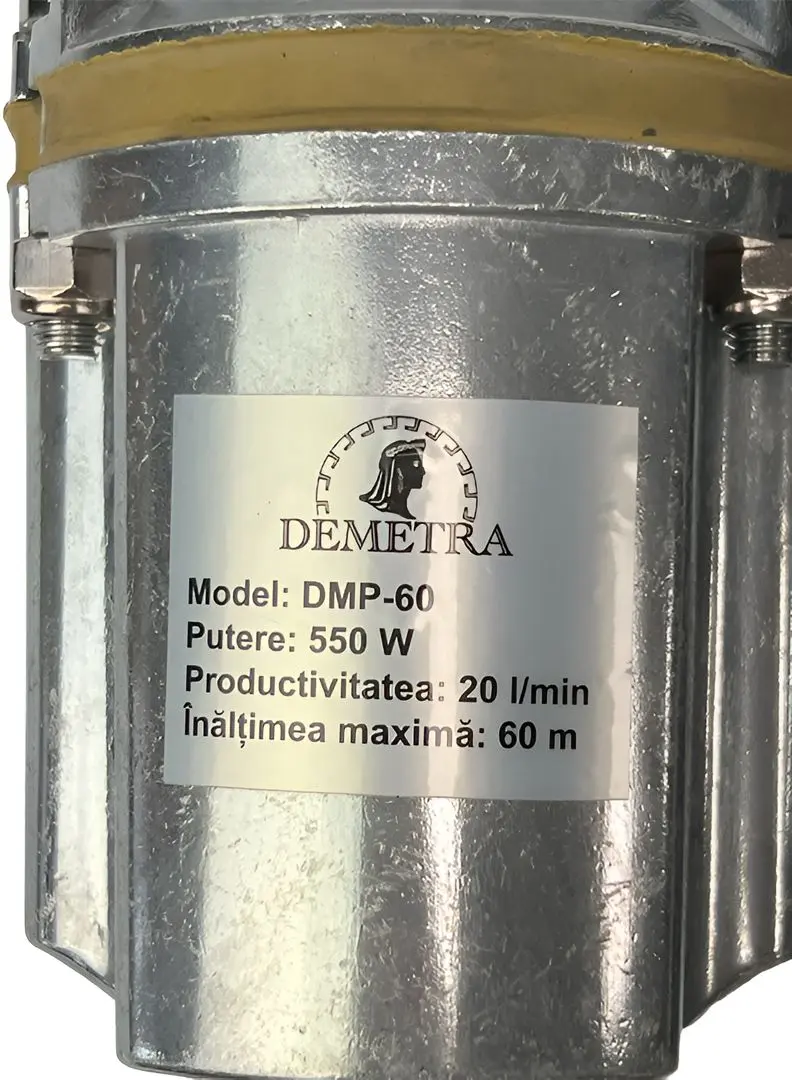 DEMETRA
Model: DMP-60
Putere: 550 W
Productivitatea: 20 l/min
Înălțimea maximă: 60 m